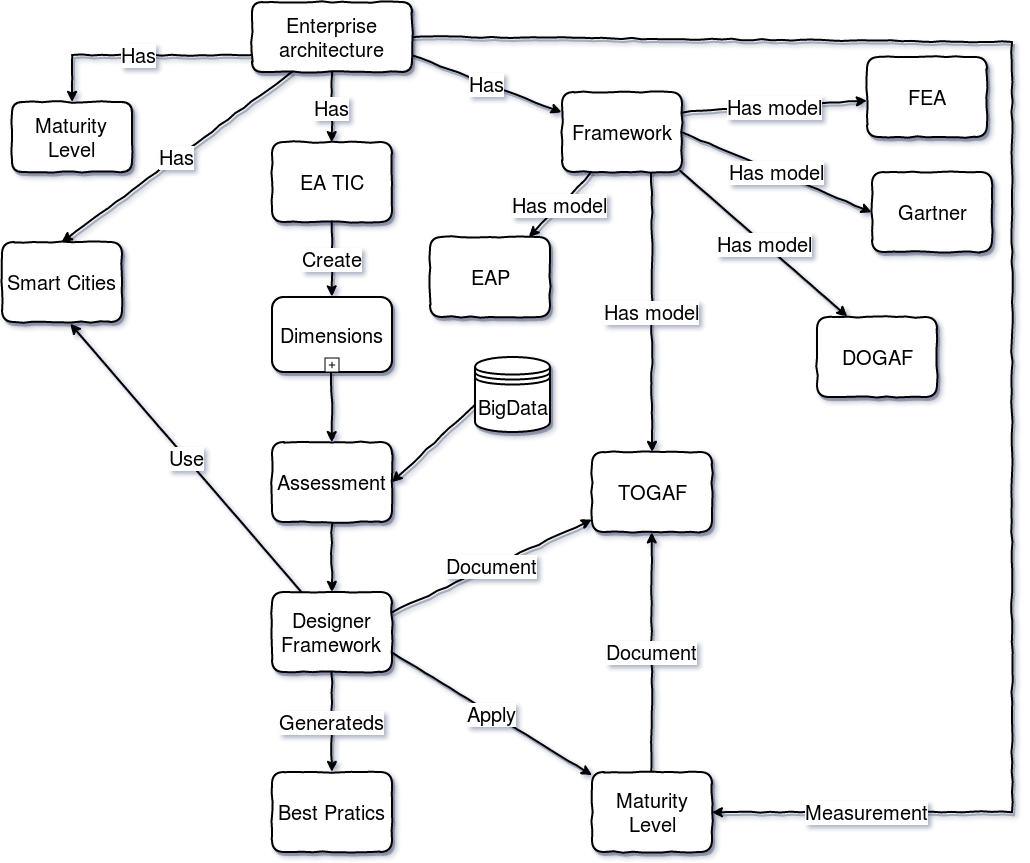 Enterprise
architecture
Has
Has
Has
Has
Maturity
Level
Framework
Has model
FEA
Has model
Gartner
EA TIC
Has
Has model
EAP
Has model
DOGAF
Smart Cities
Create
Dimensions
Has model
BigData
Use
Assessment
TOGAF
Document
Designer
Framework
Document
Generateds
Apply
Best Pratics
Maturity
Level
Measurement